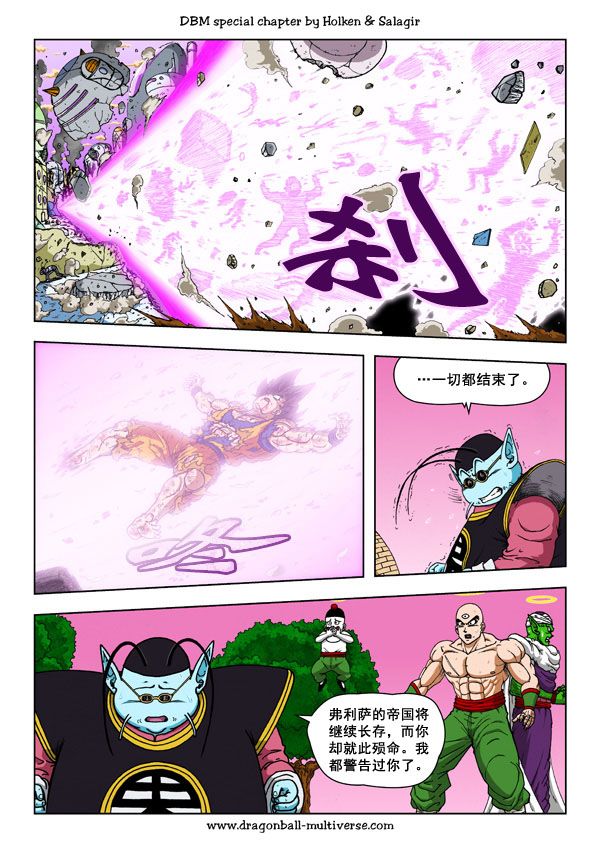 DBM special chapter by Holken & Salagir
刹
…一切都结束了。
弗利萨的帝国将
继续长存，而你
却就此殒命。我
都警告过你了。
www.dragonball-multiverse.com